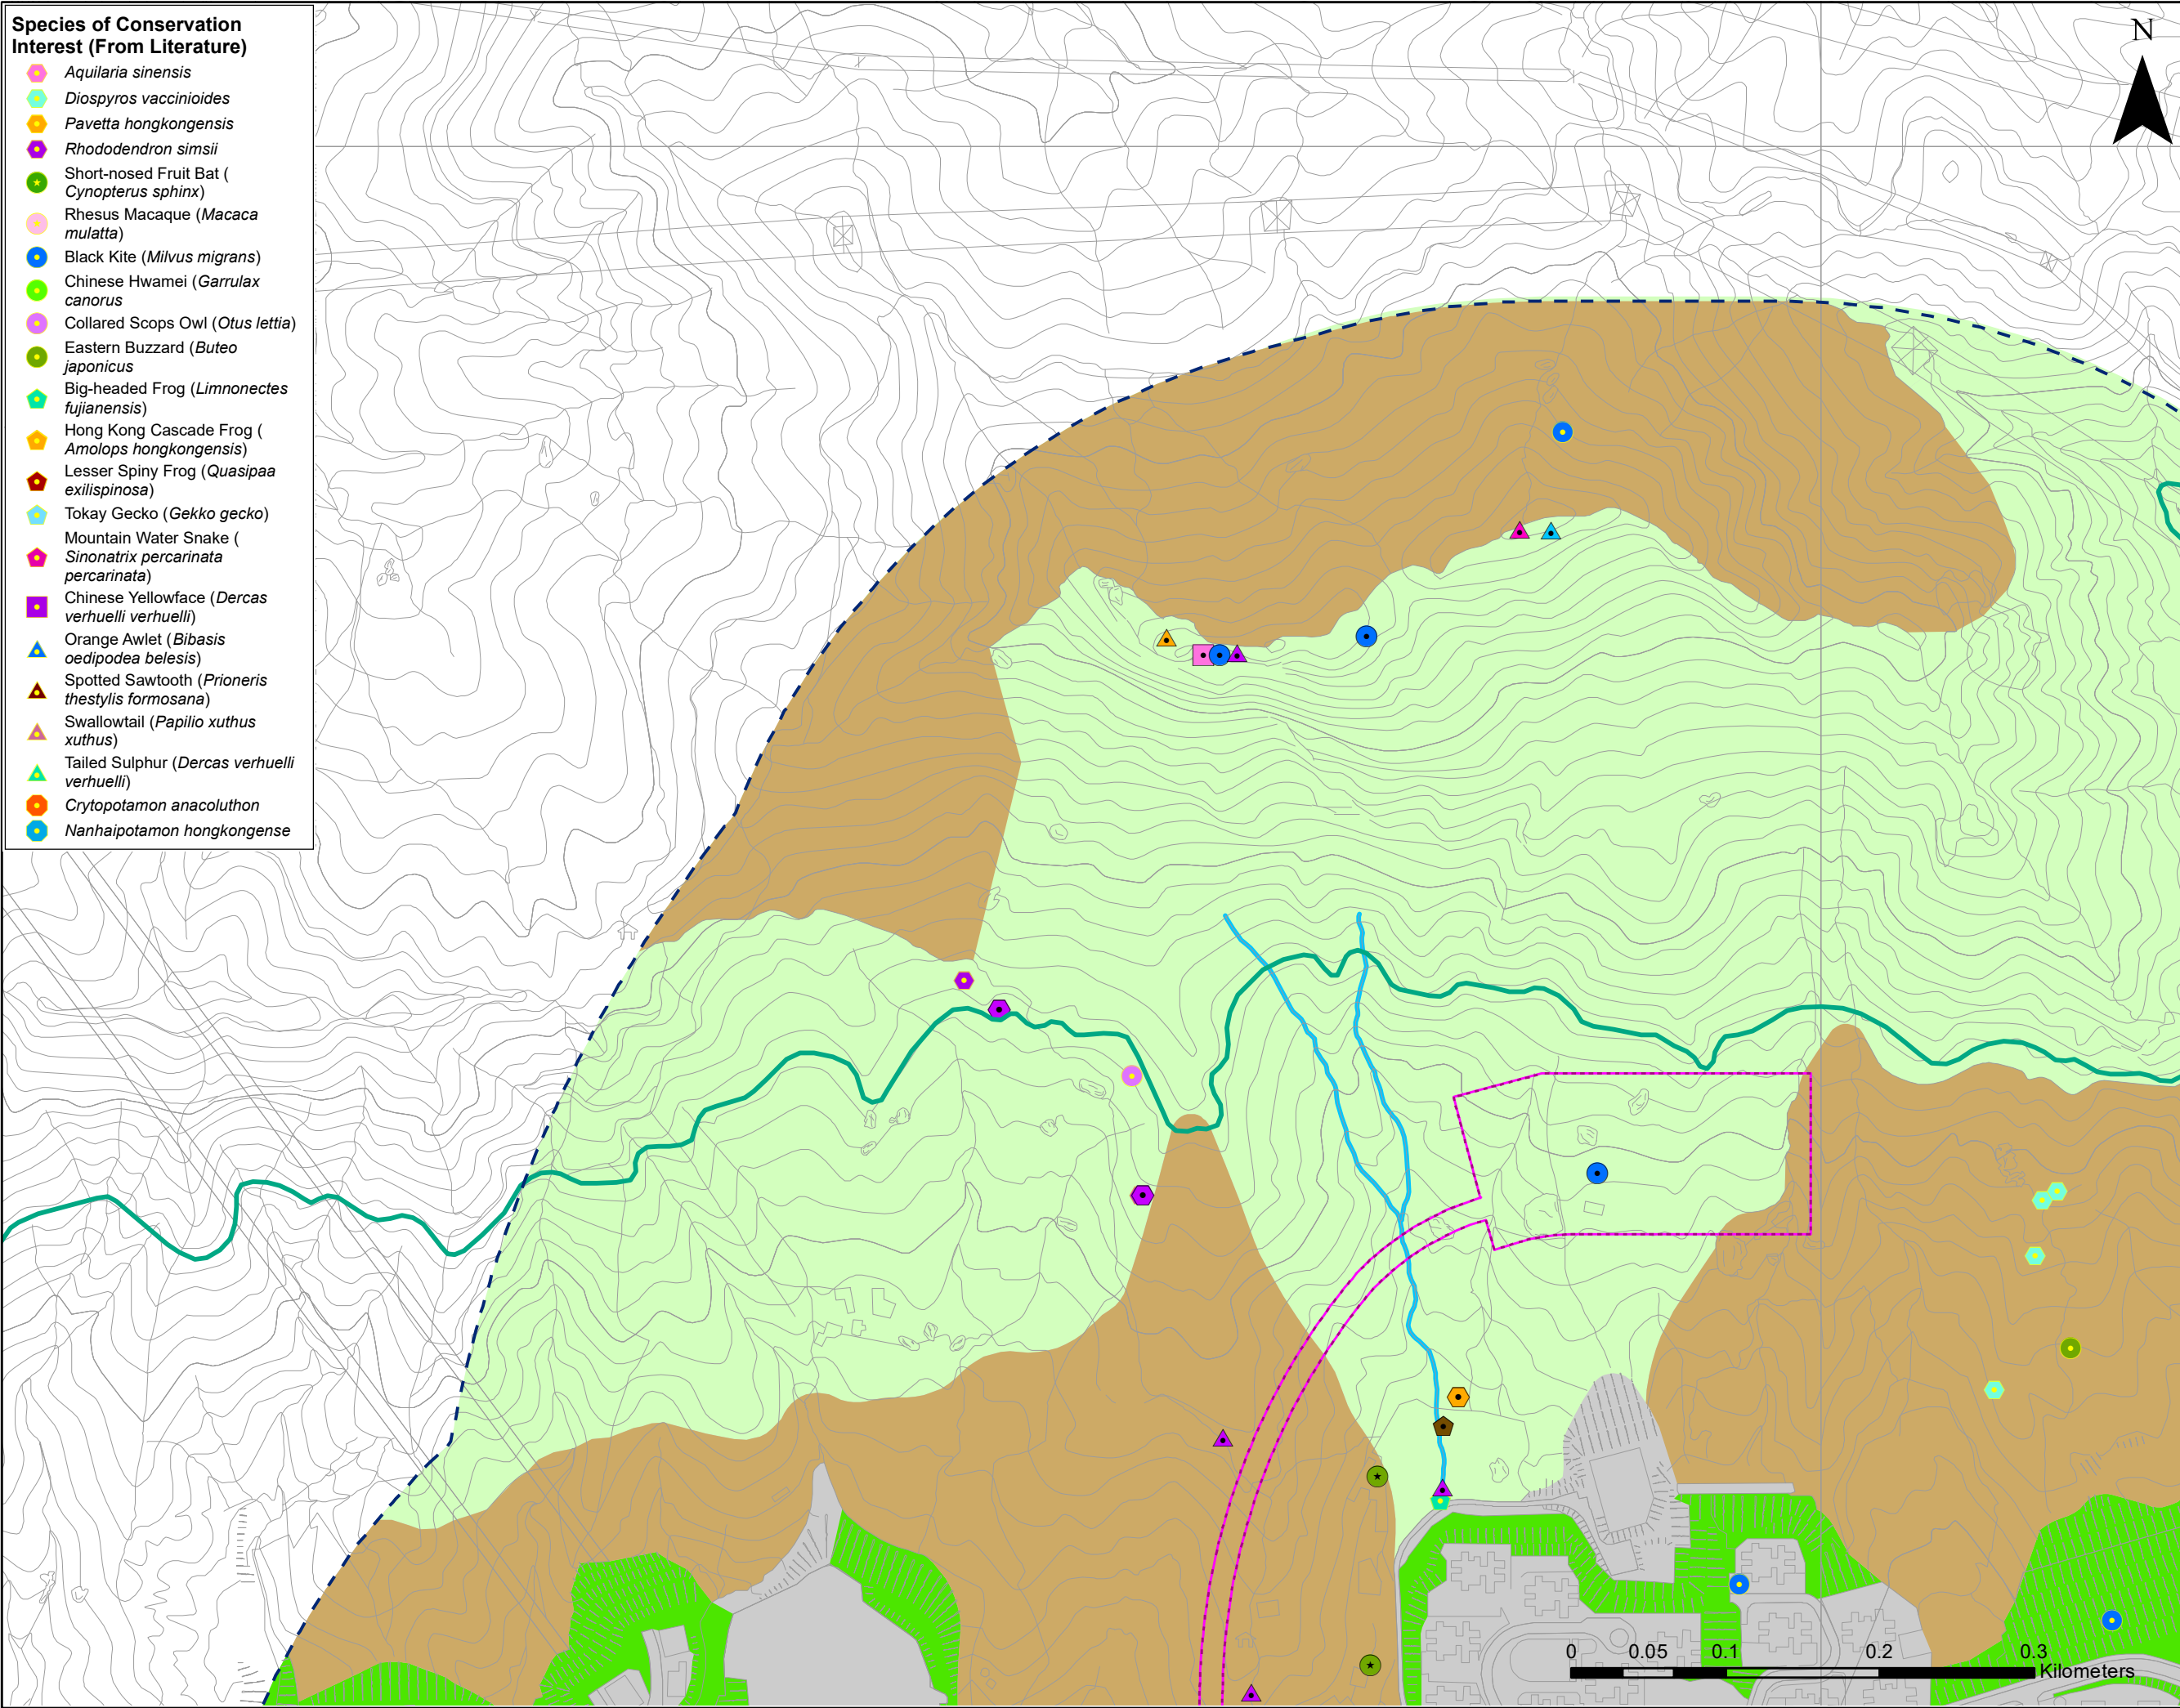 Species of Conservation
Interest (From Literature)
Aquilaria sinensis
Diospyros vaccinioides
Pavetta hongkongensis
Rhododendron simsii
Short-nosed Fruit Bat (
Cynopterus sphinx)
Rhesus Macaque (Macaca
mulatta)
Black Kite (Milvus migrans)
Chinese Hwamei (Garrulax
canorus
Collared Scops Owl (Otus lettia)
Eastern Buzzard (Buteo
japonicus
Big-headed Frog (Limnonectes
fujianensis)
Hong Kong Cascade Frog (
Amolops hongkongensis)
Lesser Spiny Frog (Quasipaa
exilispinosa)
Tokay Gecko (Gekko gecko)
Mountain Water Snake (
Sinonatrix percarinata
percarinata)
Chinese Yellowface (Dercas
verhuelli verhuelli)
Orange Awlet (Bibasis
oedipodea belesis)
Spotted Sawtooth (Prioneris
thestylis formosana)
Swallowtail (Papilio xuthus
xuthus)
Tailed Sulphur (Dercas verhuelli
verhuelli)
Crytopotamon anacoluthon
Nanhaipotamon hongkongense
N
0 0.05 0.1 0.2 0.3
Kilometers